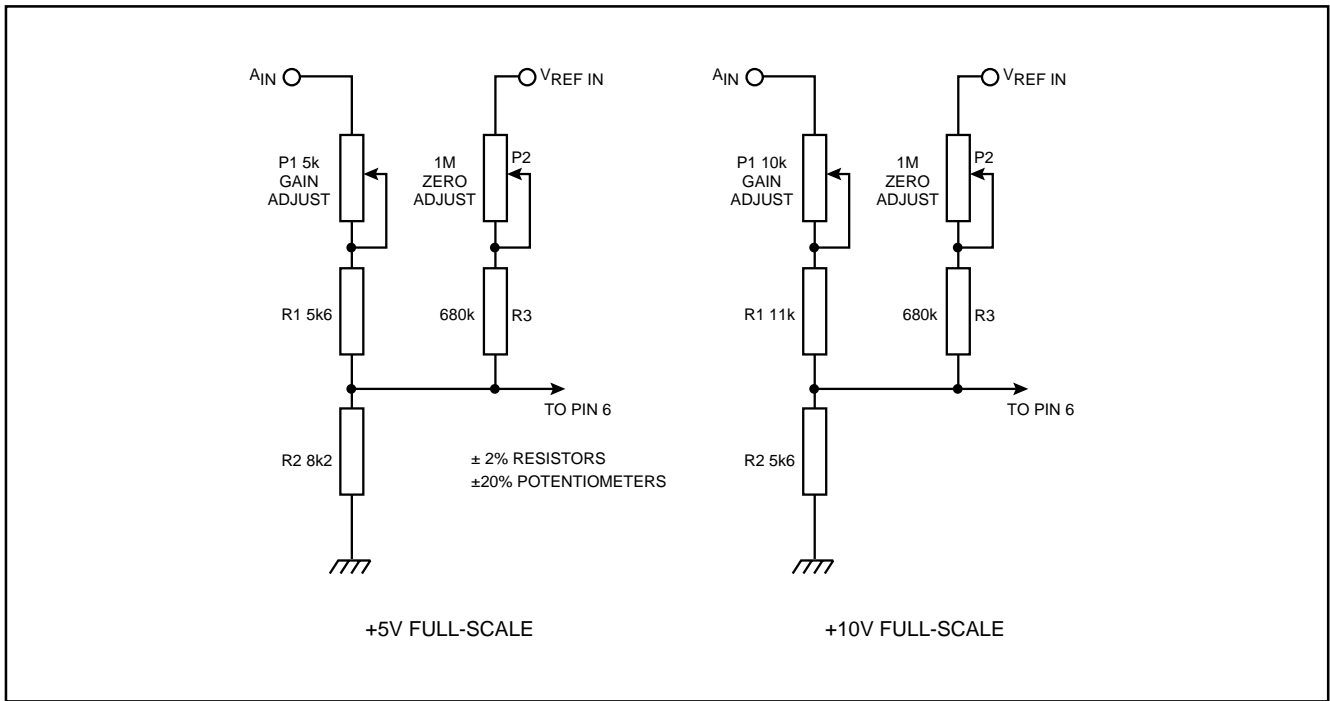 AIN
VREF IN
P1 5k
GAIN
ADJUST
1M
ZERO
ADJUST
P2
R1 5k6
680k
R3
TO PIN 6
R2 8k2
± 2% RESISTORS
±20% POTENTIOMETERS
+5V FULL-SCALE
AIN
VREF IN
P1 10k
GAIN
ADJUST
1M
ZERO
ADJUST
P2
R1 11k
680k
R3
TO PIN 6
R2 5k6
+10V FULL-SCALE